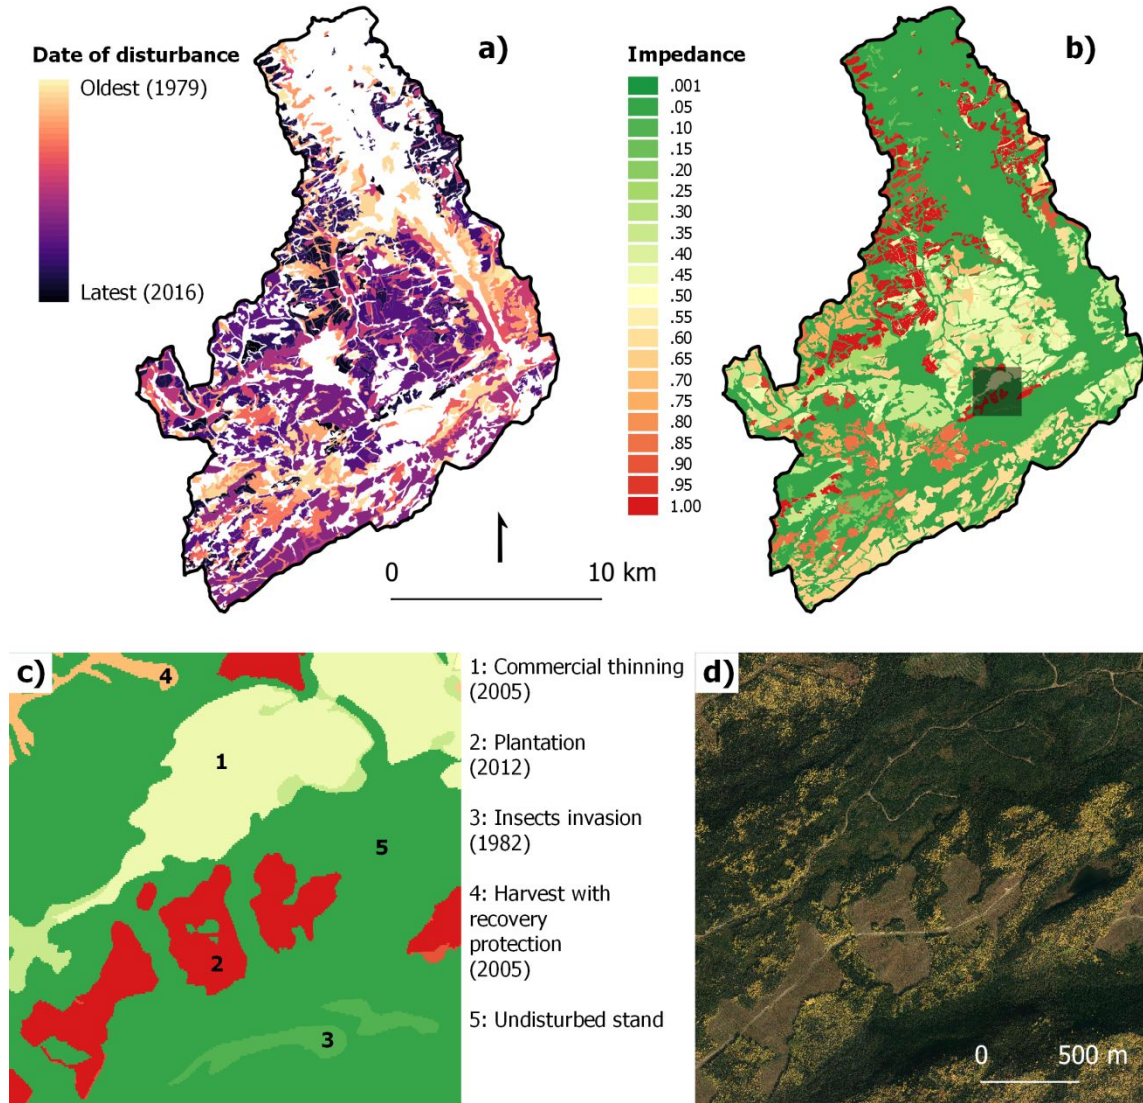 Date of disturbance
Oldest (1979)
Latest (2016)
a)
0
10 km
Impedance
.001
.05
.10
.15
.20
.25
.30
.40
.45
.50
.55
.60
.65
.70
.75
.80
.85
.90
.95
1.00
b)
c)
4
1
5
2
3
1: Commercial thinning
(2005)
2: Plantation
(2012)
3: Insects invasion
(1982)
4: Harvest with
recovery
protection
(2005)
5: Undisturbed stand
d)
0
500 m